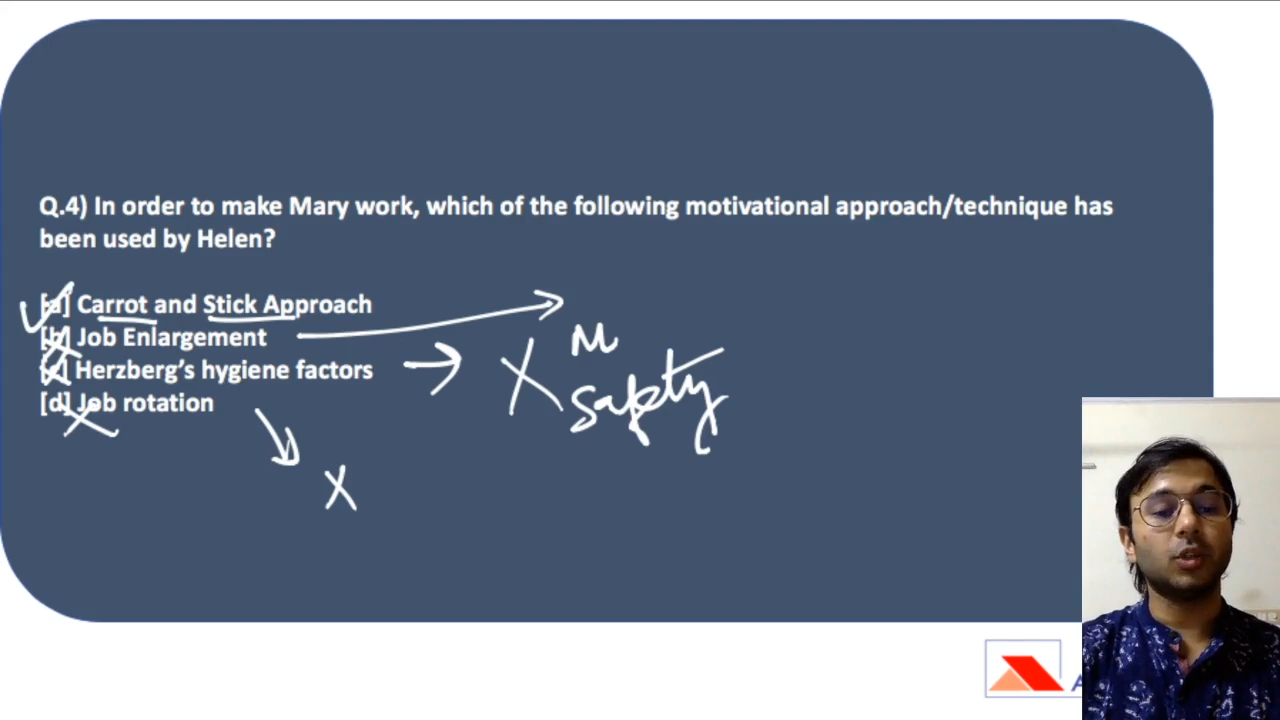 Q.4) In order to make Mary work, which of the following motivational approach/technique has
been used by Helen?
[a] Carrot and Stick Approach
[b] Job Enlargement
[c] Herzberg's hygiene factors
[d] Job rotation
X
M
Safety
X
A